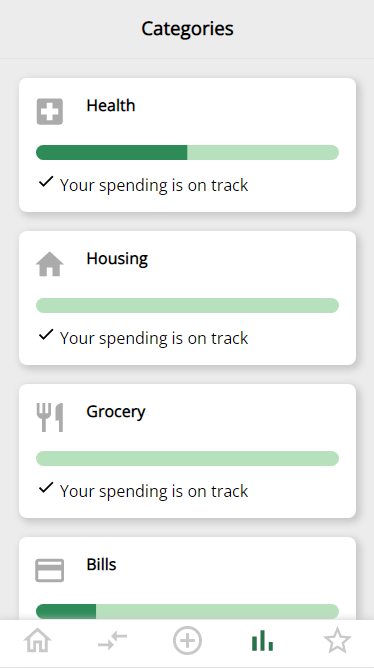 Categories
Health
Your spending is on track
Housing
Your spending is on track
Grocery
Your spending is on track
Bills